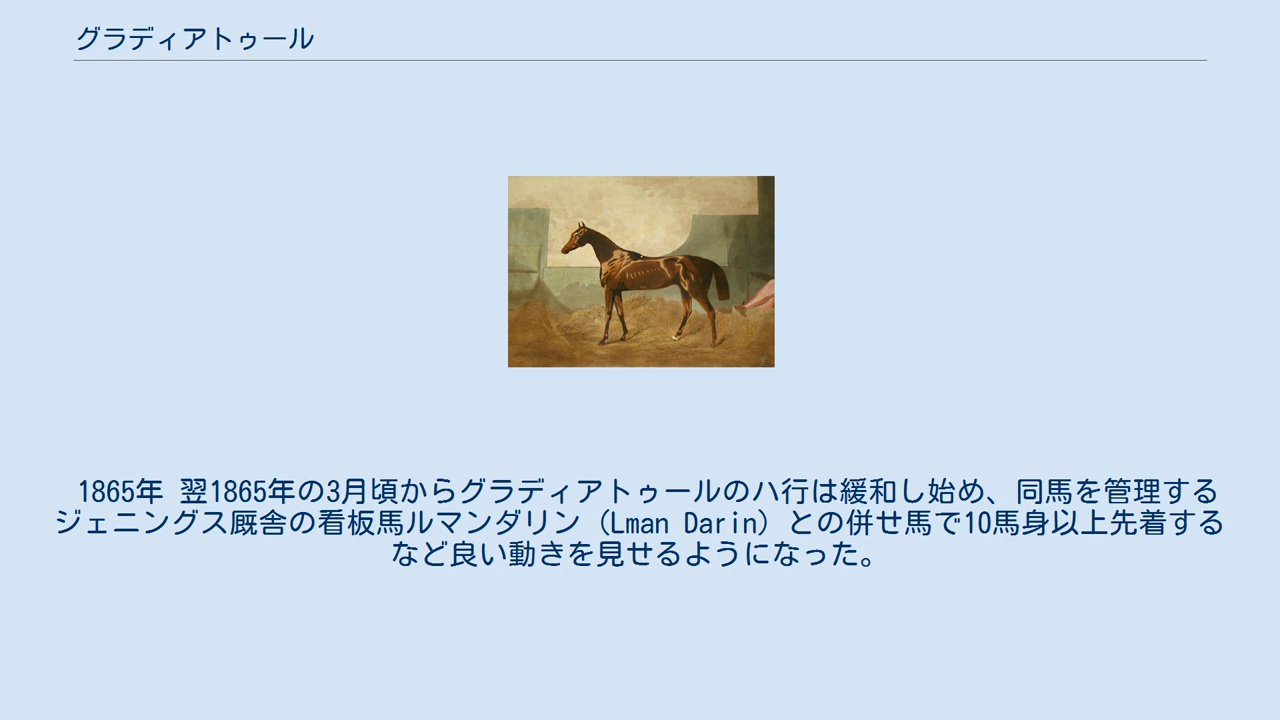 グラディアトゥール
1865年 翌1865年の3月頃からグラディアトゥールのハ行は緩和し始め、同馬を管理する
ジェニングス厩舎の看板馬ルマンダリン（Lman Darin）との併せ馬で10馬身以上先着する
など良い動きを見せるようになった。